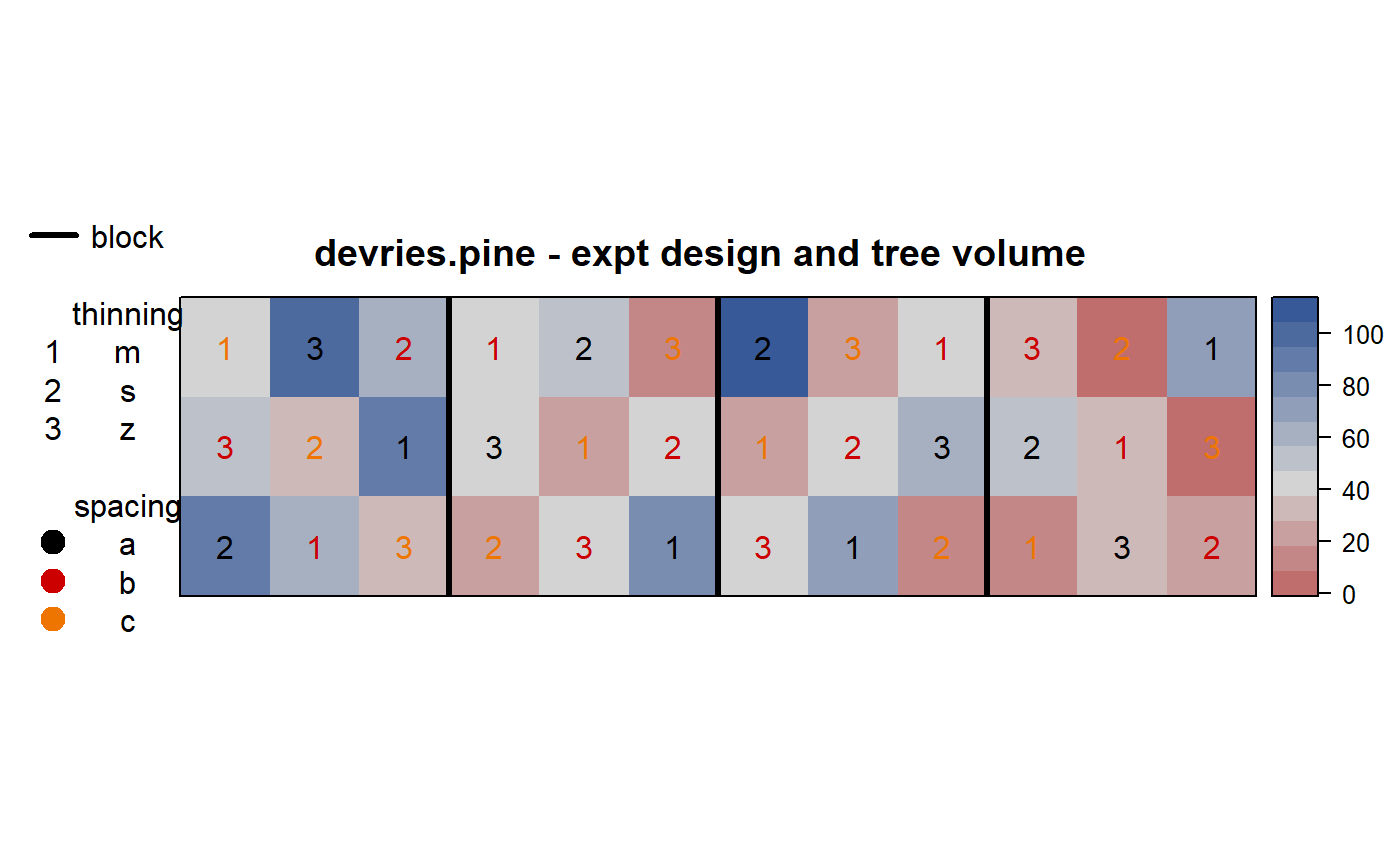 block
devries.pine - expt design and tree volume
thinning
1 m
2 s
3 z
spacing
a
b
c
1 3 2 1 2 3 2 3 1 3 2 1
3 2 1 3 1 2 1 2 3 2 1 3
2 1 3 2 3 1 3 1 2 1 3 2
100
80
60
40
20
0